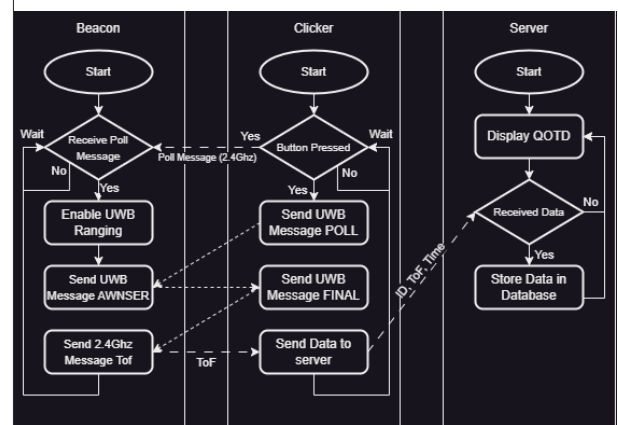 Beacon
Clicker
Server
Start
Start
Start
Wait
Receive Poll
Message
No
Yes
Poll Message (2.4Ghz)
Yes
Button Pressed
Wait
No
Yes
Display QOTD
Enable UWB
Ranging
Send UWB
Message POLL
Received Data
No
Yes
Send UWB
Message AWNSER
Send UWB
Message FINAL
ID, ToF, Time
Store Data in
Database
Send 2.4Ghz
Message Tof
ToF
Send Data to
server